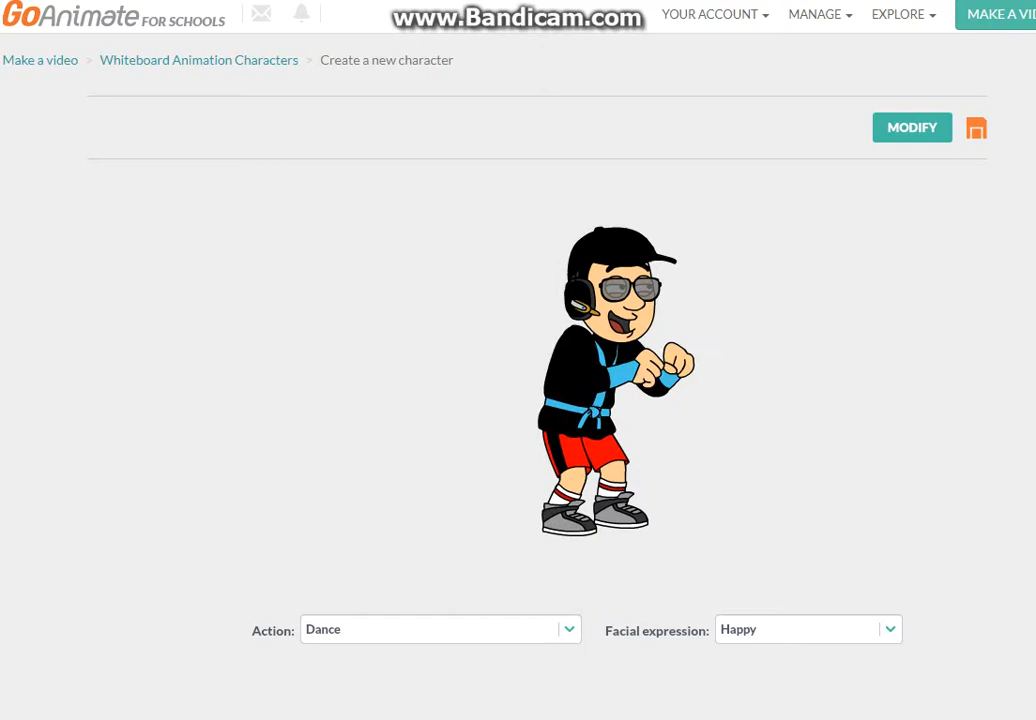 GoAnimate FOR SCHOOLS
www.Bandicam.com
YOUR ACCOUNT MANAGE EXPLORE MAKE A VI
Make a video > Whiteboard Animation Characters > Create a new character
MODIFY
Action: Dance Facial expression: Happy